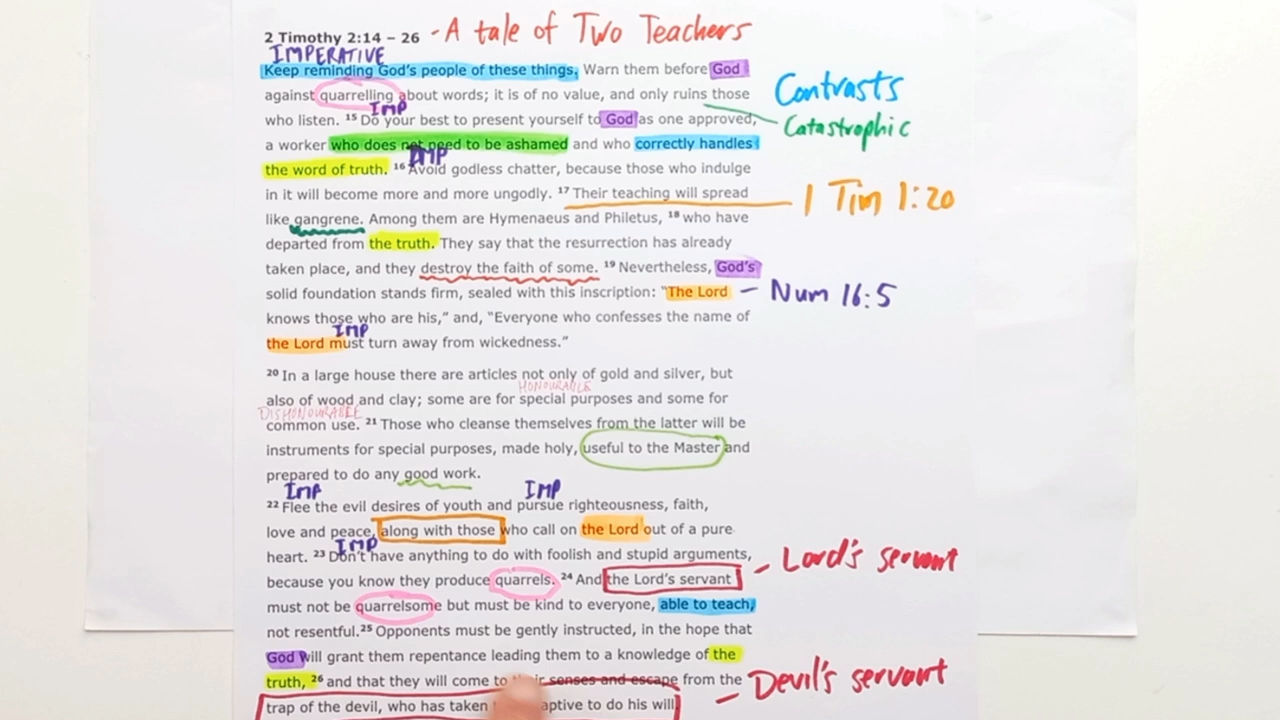 2 Timothy 2:14 – 26 - A tale of Two Teachers
IMPERATIVE
Keep reminding God's people of these things. Warn them before God
against quarrelling about words; it is of no value, and only ruins those
Contrasts
Imp
who listen. 15 Do your best to present yourself to God as one approved,
Catastrophic
a worker who does not need to be ashamed and who correctly handles
IMP
the word of truth. 16 Avoid godless chatter, because those who indulge
in it will become more and more ungodly. 17 Their teaching will spread
1 Tim 1:20
like gangrene. Among them are Hymenaeus and Philetus, 18 who have
departed from the truth. They say that the resurrection has already
taken place, and they destroy the faith of some. 19 Nevertheless, God's
solid foundation stands firm, sealed with this inscription: "The Lord – Num 16:5
knows those who are his," and, "Everyone who confesses the name of
Imp
the Lord must turn away from wickedness."
20 In a large house there are articles not only of gold and silver, but
HONOURABLE
also of wood and clay; some are for special purposes and some for
DISHONOURABLE
common use. 21 Those who cleanse themselves from the latter will be
instruments for special purposes, made holy, useful to the Master and
prepared to do any good work.
Imp Imp
22 Flee the evil desires of youth and pursue righteousness, faith,
love and peace, along with those who call on the Lord out of a pure
Imp
heart. 23 Don't have anything to do with foolish and stupid arguments,
because you know they produce quarrels. 24 And the Lord's servant – Lord's servant
must not be quarrelsome but must be kind to everyone, able to teach,
not resentful. 25 Opponents must be gently instructed, in the hope that
God will grant them repentance leading them to a knowledge of the
truth, 26 and that they will come to senses and escape from the
– Devil's servant
trap of the devil, who has taken captive to do his will